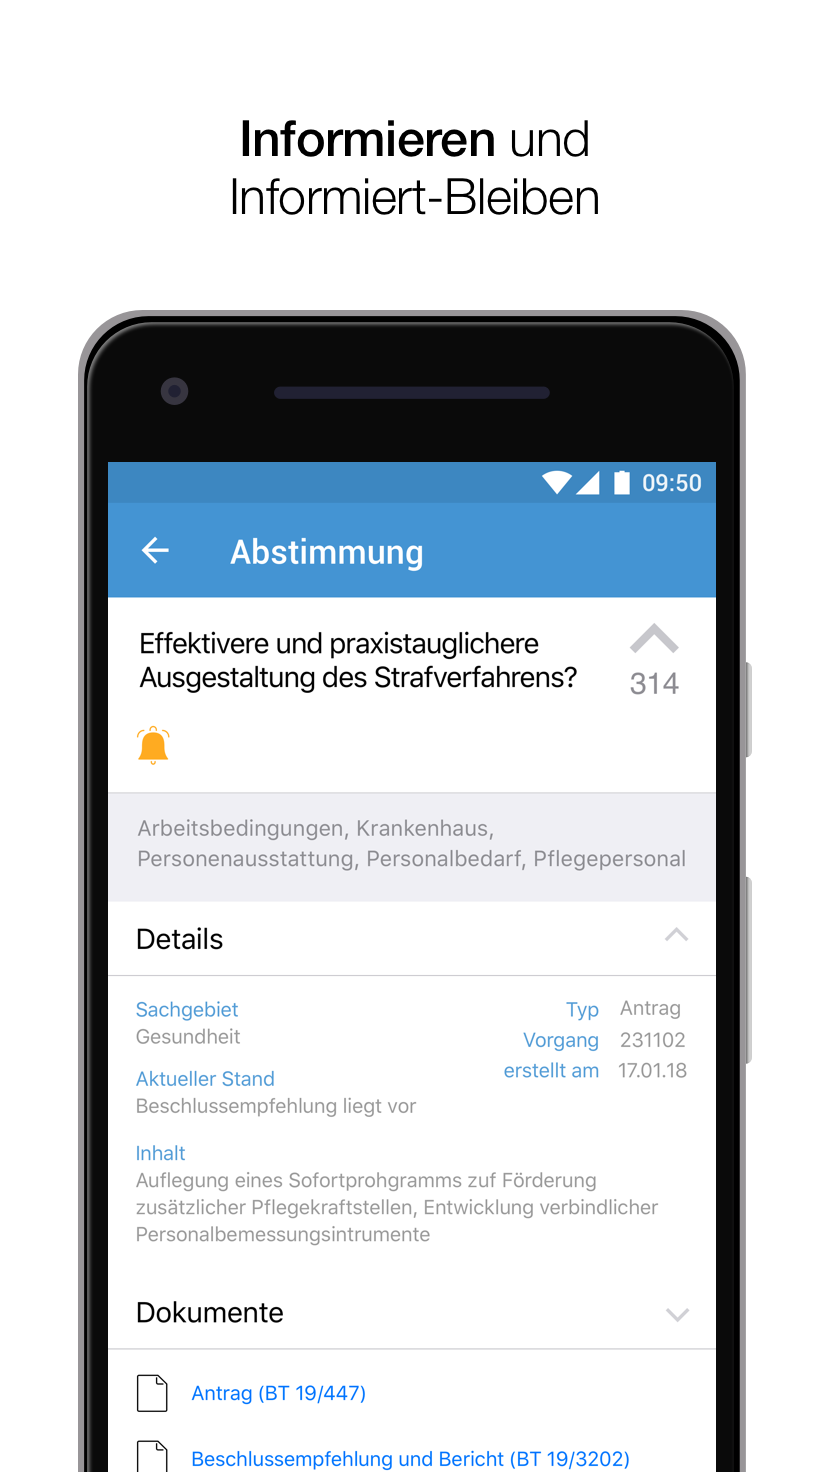 Informieren und
Informiert-Bleiben
09:50
Abstimmung
Effektivere und praxistauglichere
Ausgestaltung des Strafverfahrens?
314
Arbeitsbedingungen, Krankenhaus,
Personenausstattung, Personalbedarf, Pflegepersonal
Details
Sachgebiet
Gesundheit
Typ Antrag
Vorgang 231102
erstellt am 17.01.18
Aktueller Stand
Beschlussempfehlung liegt vor
Inhalt
Auflegung eines Sofortprohgramms zuf Förderung
zusätzlicher Pflegekraftstellen, Entwicklung verbindlicher
Personalbemessungsintrumente
Dokumente
Antrag (BT 19/447)
Beschlussempfehlung und Bericht (BT 19/3202)